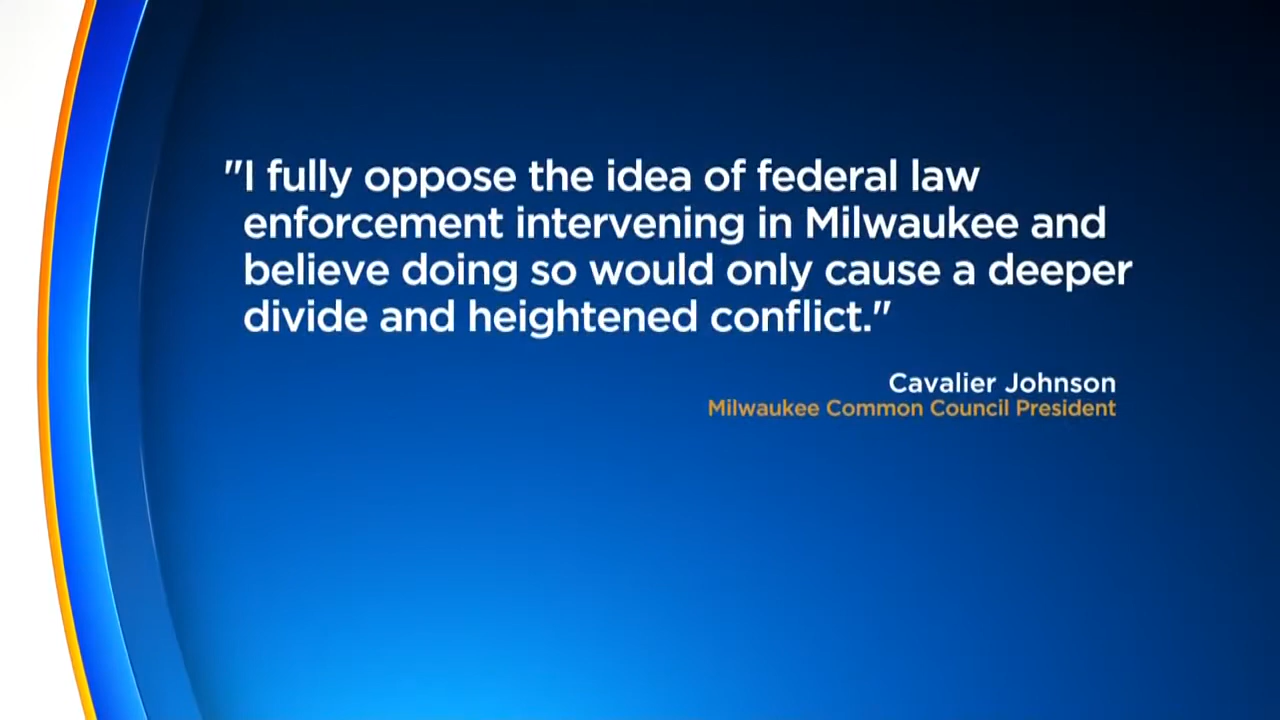 "I fully oppose the idea of federal law
enforcement intervening in Milwaukee and
believe doing so would only cause a deeper
divide and heightened conflict."
Cavalier Johnson
Milwaukee Common Council President